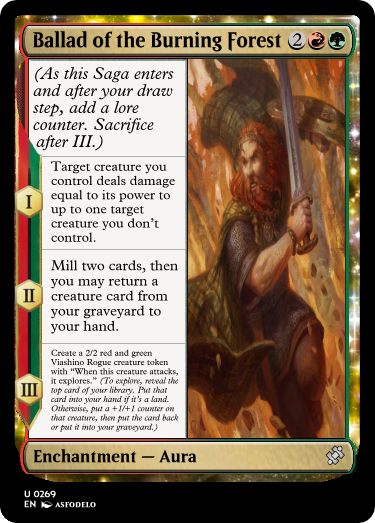 Ballad of the Burning Forest 2
(As this Saga enters
and after your draw
step, add a lore
counter. Sacrifice
after III.)
I
Target creature you
control deals damage
equal to its power to
up to one target
creature you don't
control.
II
Mill two cards, then
you may return a
creature card from
your graveyard to
your hand.
III
Create a 2/2 red and green
Viashino Rogue creature token
with "When this creature attacks,
it explores." (To explore, reveal the
top card of your library. Put that
card into your hand if it's a land.
Otherwise, put a +1/+1 counter on
that creature, then put the card back
or put it into your graveyard.)
Enchantment — Aura
U 0269
EN ASFODELO